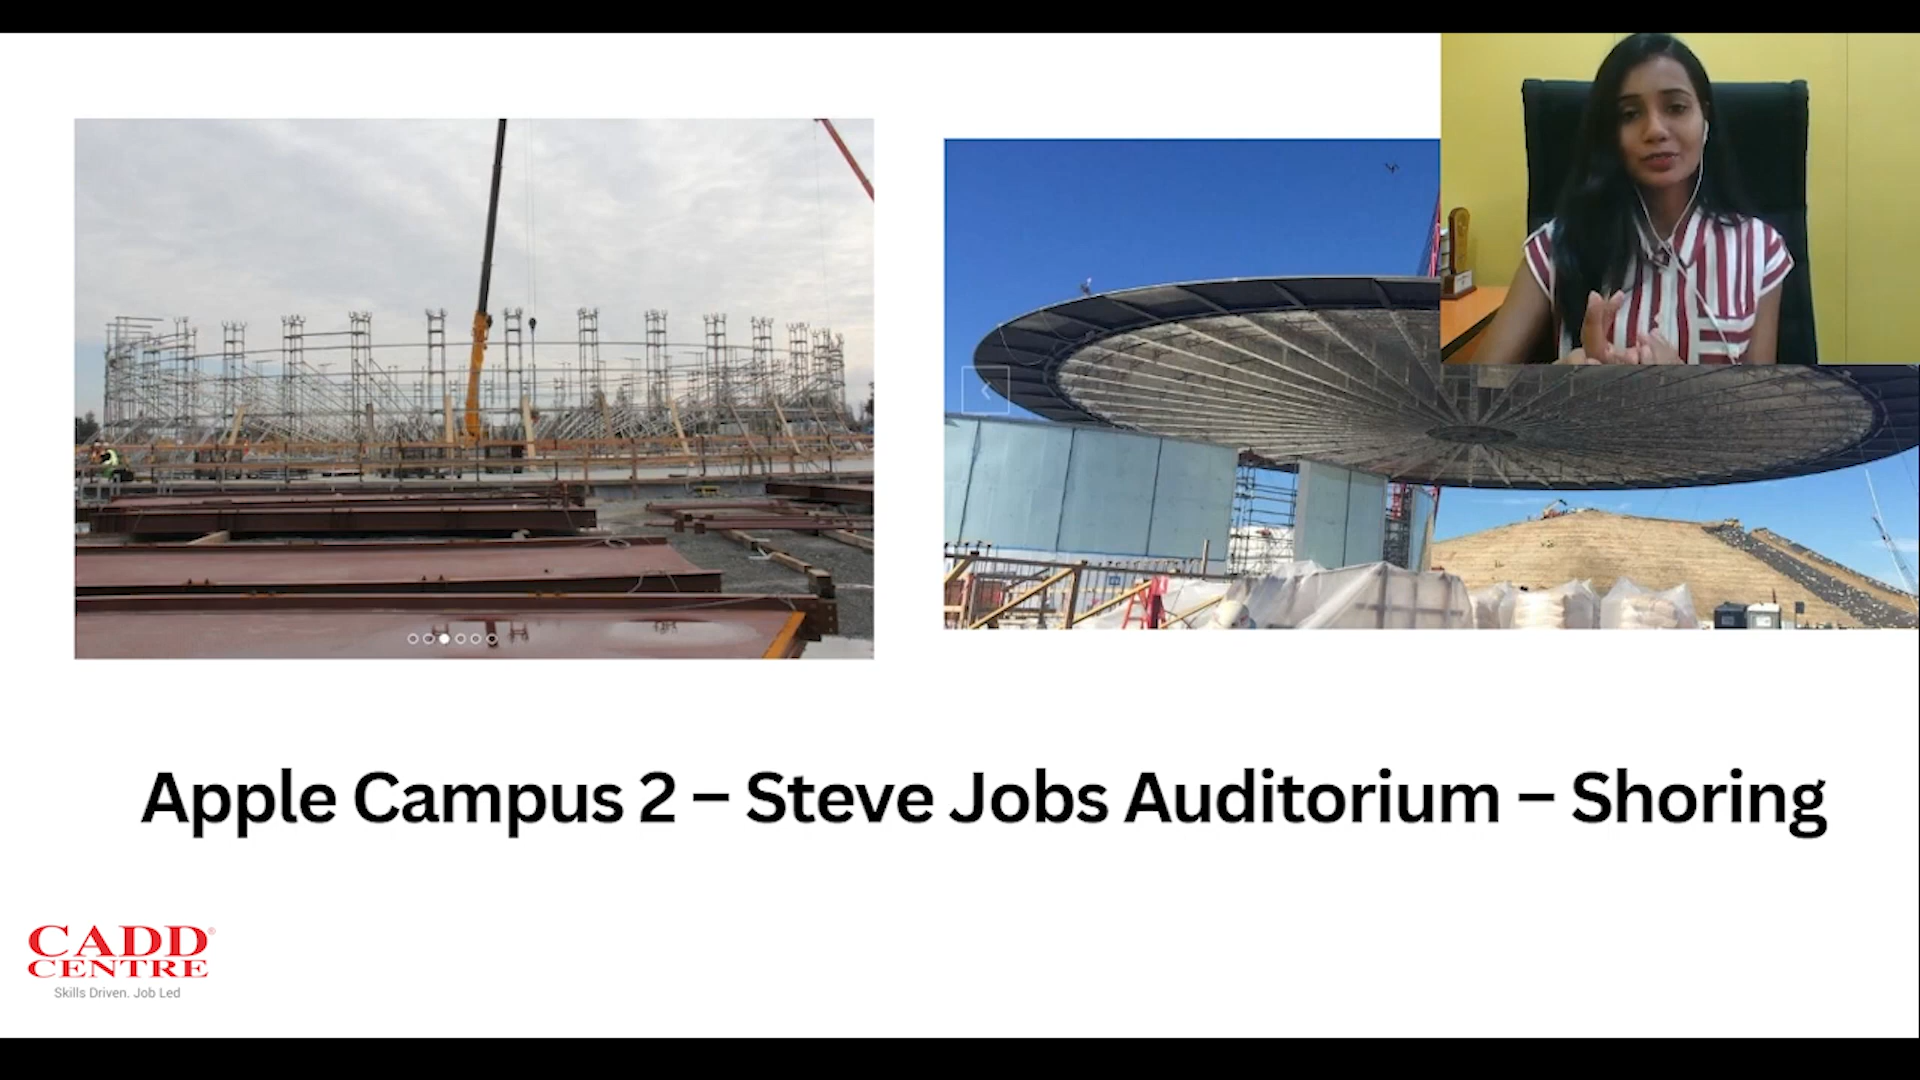 Apple Campus 2 – Steve Jobs Auditorium – Shoring
CADD®
CENTRE
Skills Driven. Job Led